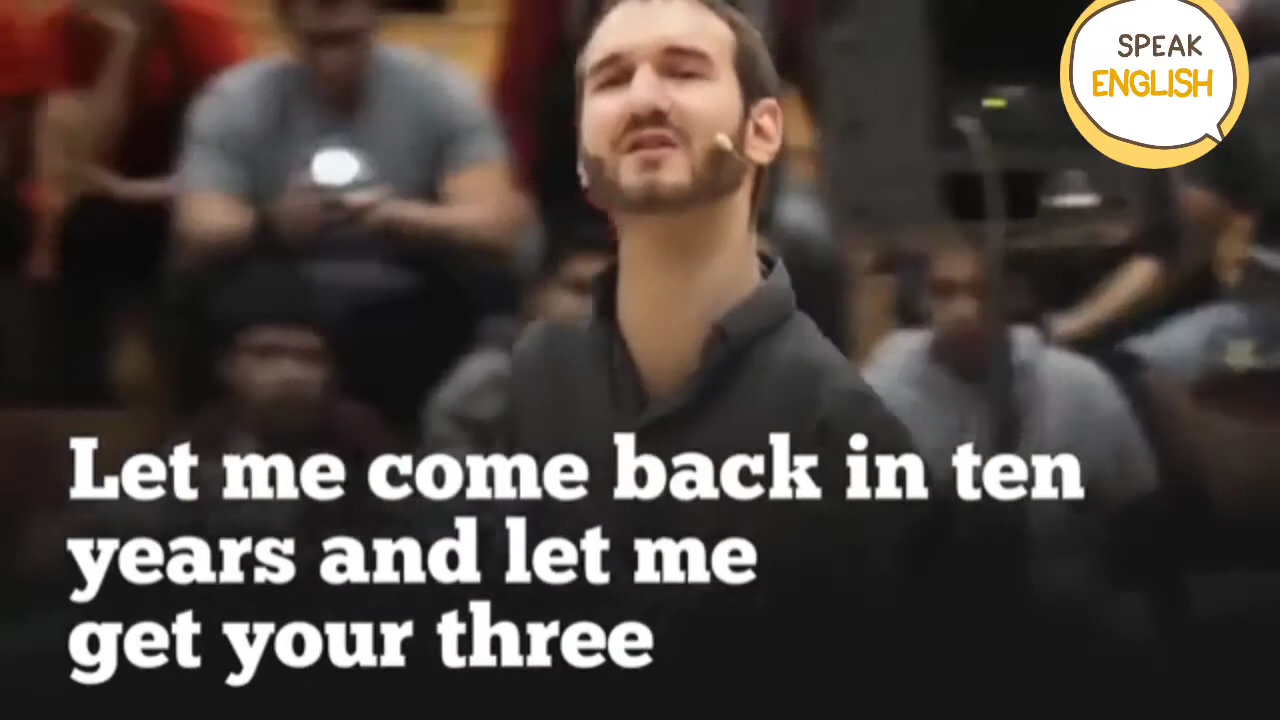 SPEAK
ENGLISH
Let me come back in ten
years and let me
get your three